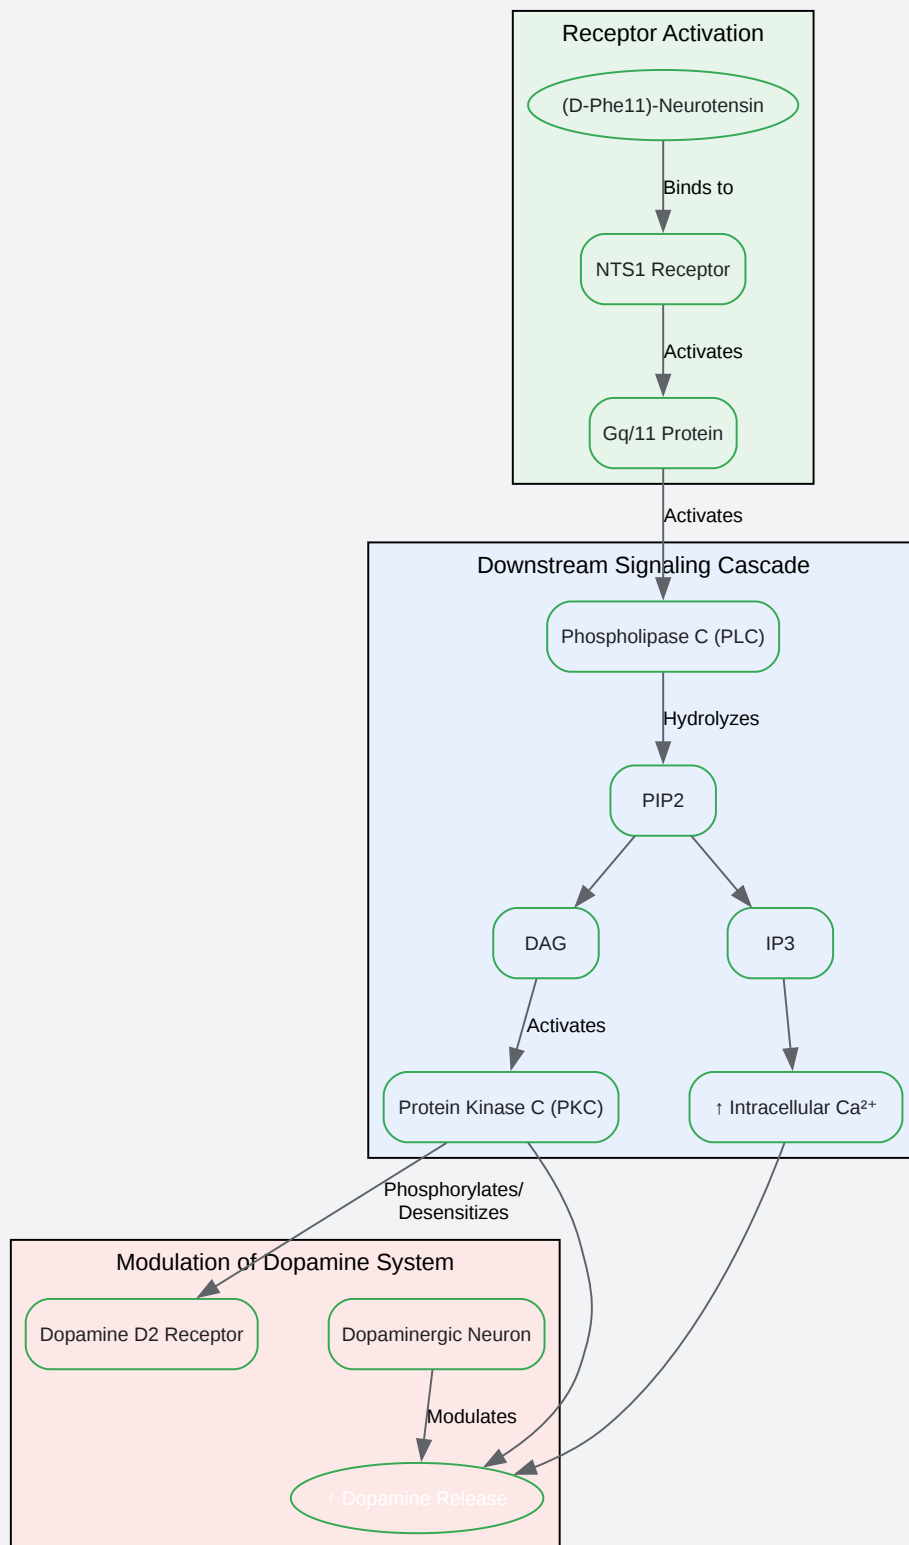 Receptor Activation
(D-Phe11)-Neurotensin
Binds to
NTS1 Receptor
Activates
Gq/11 Protein
Activates
Downstream Signaling Cascade
Phospholipase C (PLC)
Hydrolyzes
PIP2
DAG
IP3
Activates
Protein Kinase C (PKC)
↑ Intracellular Ca²⁺
Phosphorylates/
Desensitizes
Modulation of Dopamine System
Dopamine D2 Receptor
Dopaminergic Neuron
Modulates
↑ Dopamine Release